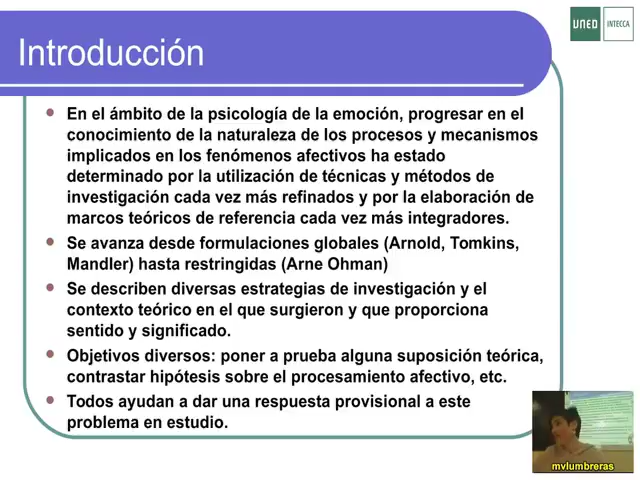 UNED INTECCA
Introducción
En el ámbito de la psicología de la emoción, progresar en el
conocimiento de la naturaleza de los procesos y mecanismos
implicados en los fenómenos afectivos ha estado
determinado por la utilización de técnicas y métodos de
investigación cada vez más refinados y por la elaboración de
marcos teóricos de referencia cada vez más integradores.
Se avanza desde formulaciones globales (Arnold, Tomkins,
Mandler) hasta restringidas (Arne Ohman)
Se describen diversas estrategias de investigación y el
contexto teórico en el que surgieron y que proporciona
sentido y significado.
Objetivos diversos: poner a prueba alguna suposición teórica,
contrastar hipótesis sobre el procesamiento afectivo, etc.
Todos ayudan a dar una respuesta provisional a este
problema en estudio.
mvlumbreras